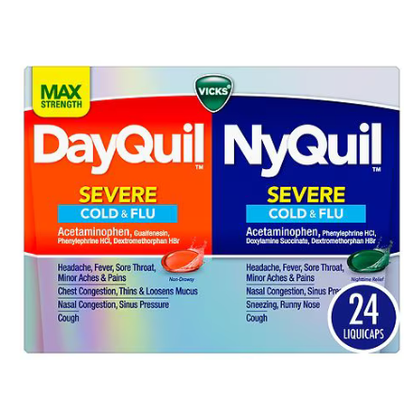 MAX
STRENGTH
VICKS
DayQuil™
SEVERE
COLD & FLU
Acetaminophen, Guaifenesin,
Phenylephrine HCl, Dextromethorphan HBr
Headache, Fever, Sore Throat,
Minor Aches & Pains
Chest Congestion, Thins & Loosens Mucus
Nasal Congestion, Sinus Pressure
Cough
Non-Drowsy
NyQuil™
SEVERE
COLD & FLU
Acetaminophen, Phenylephrine HCl,
Doxylamine Succinate, Dextromethorphan HBr
Headache, Fever, Sore Throat,
Minor Aches & Pains
Nasal Congestion, Sinus
Sneezing, Runny Nose
Cough
Nighttime Relief
24
LIQUICAPS